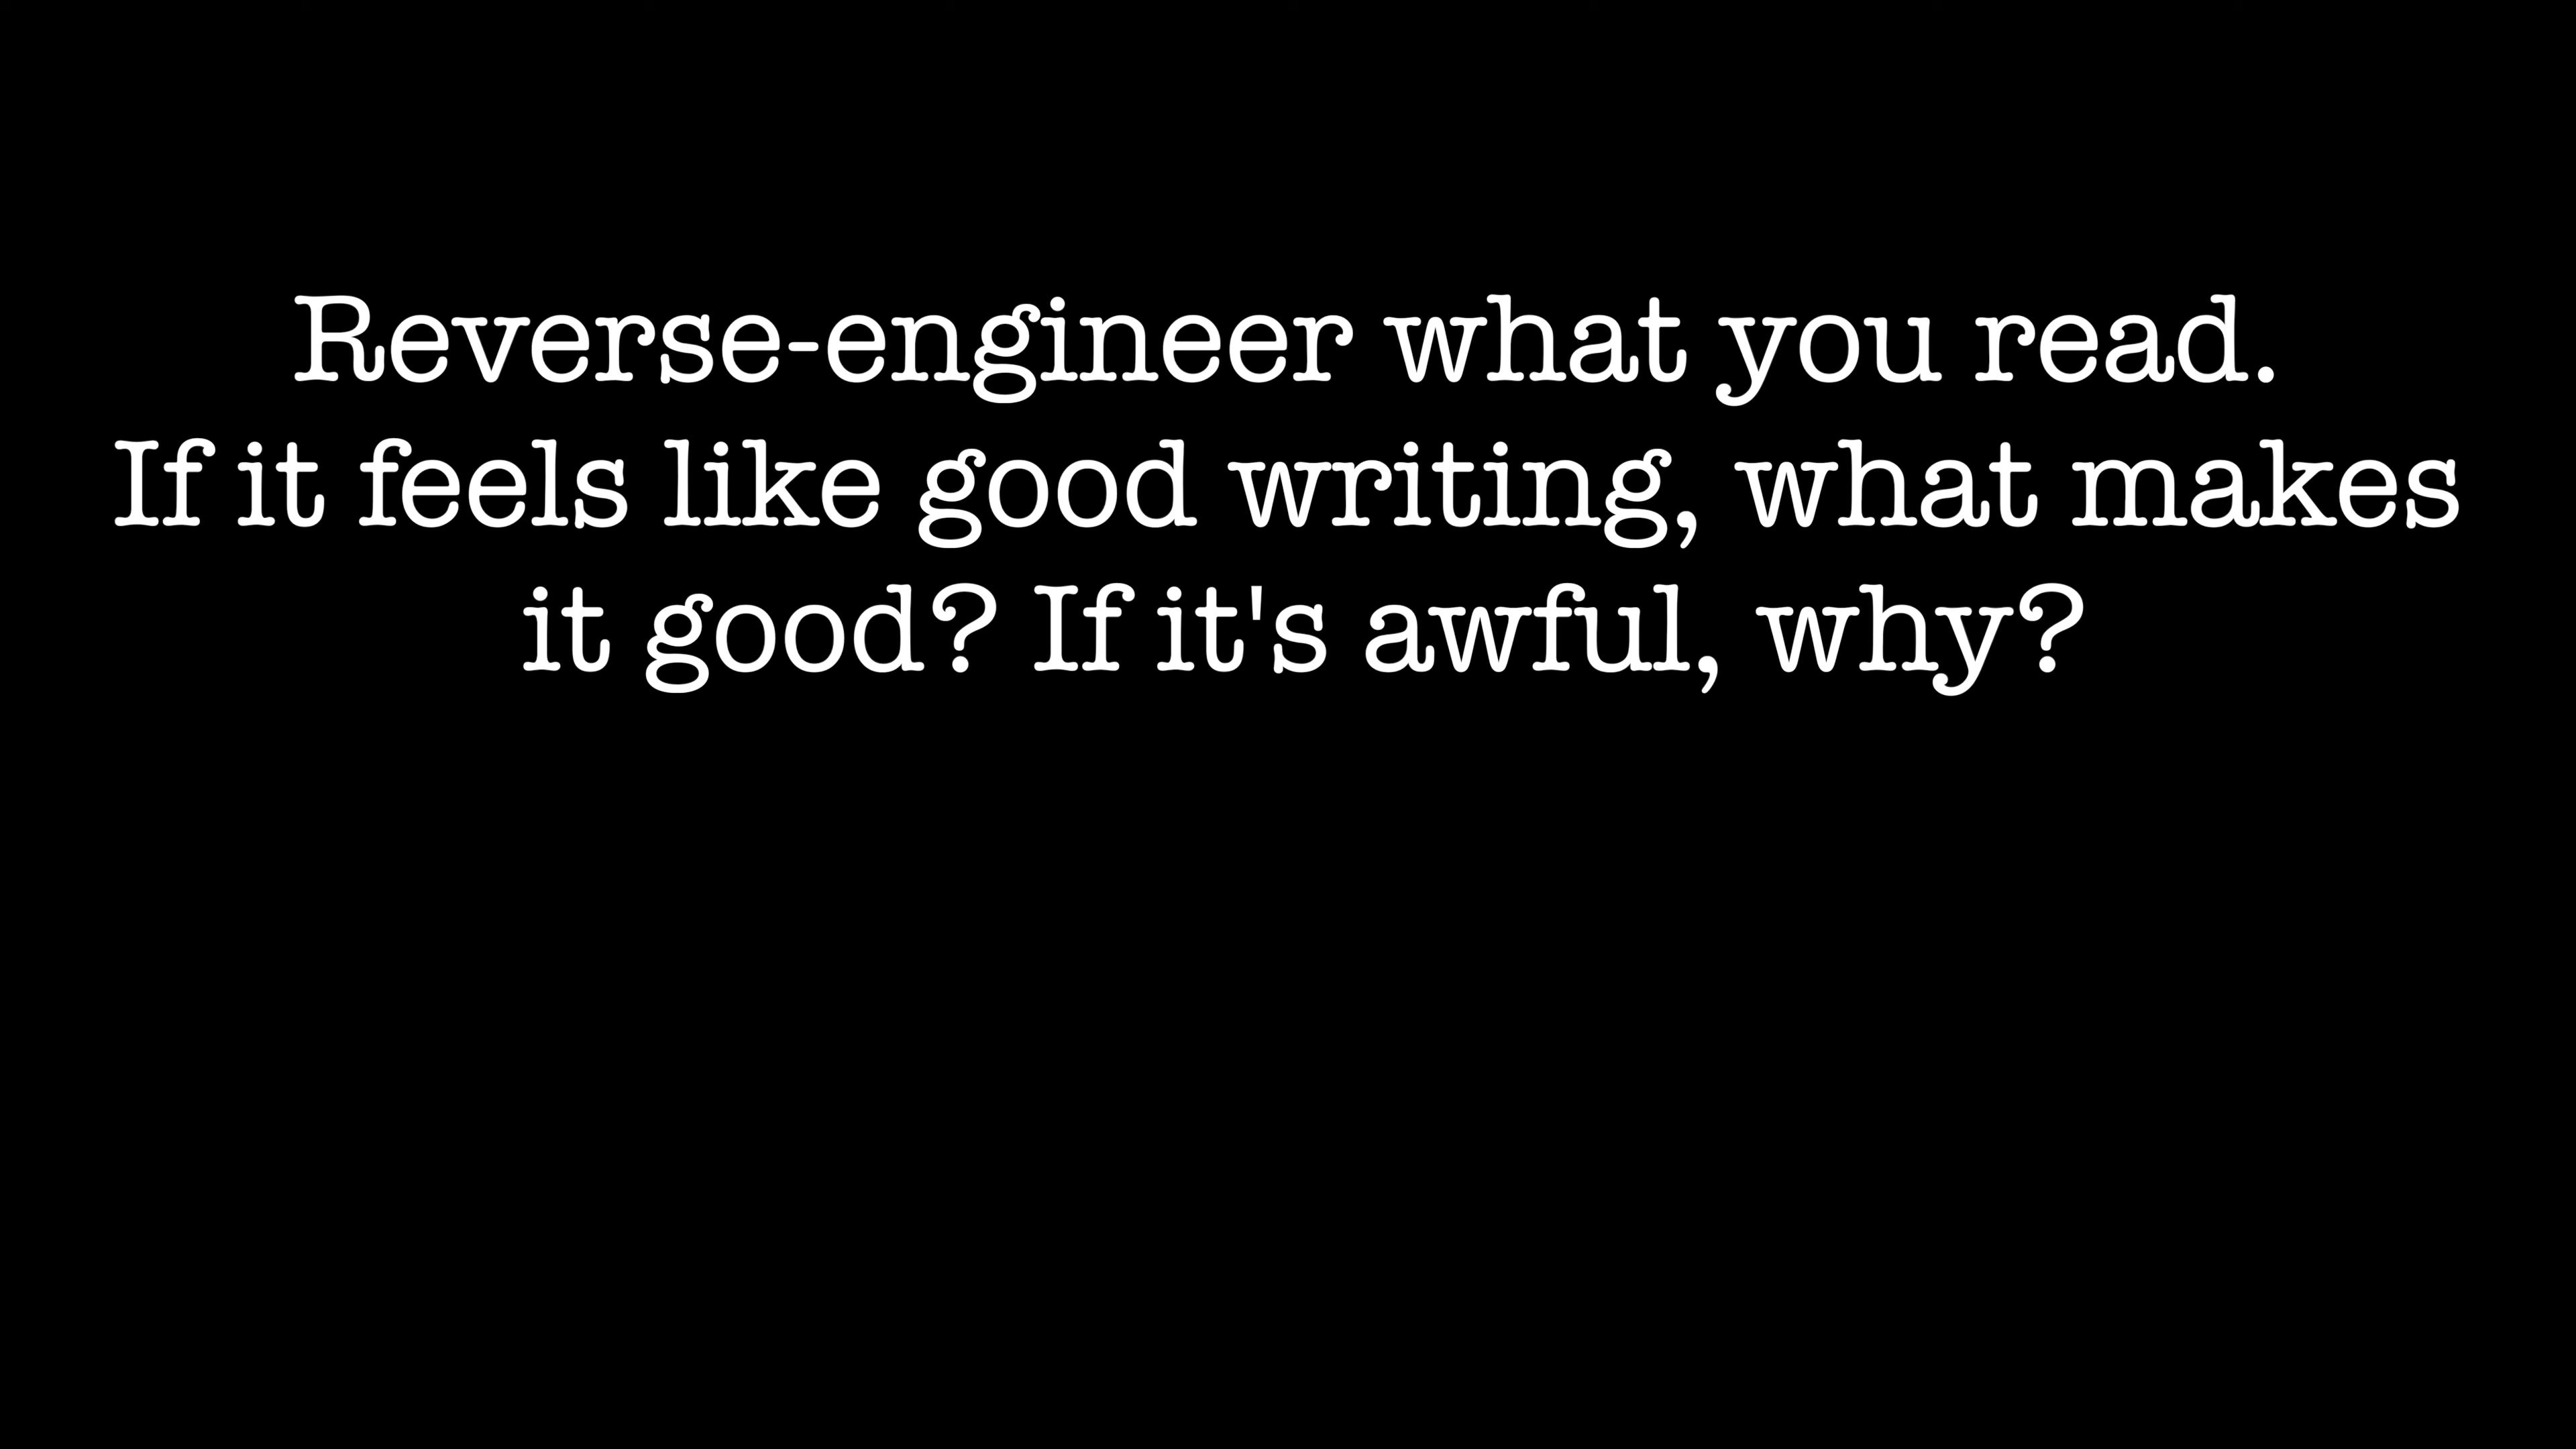 Reverse-engineer what you read.
If it feels like good writing, what makes
it good? If it's awful, why?